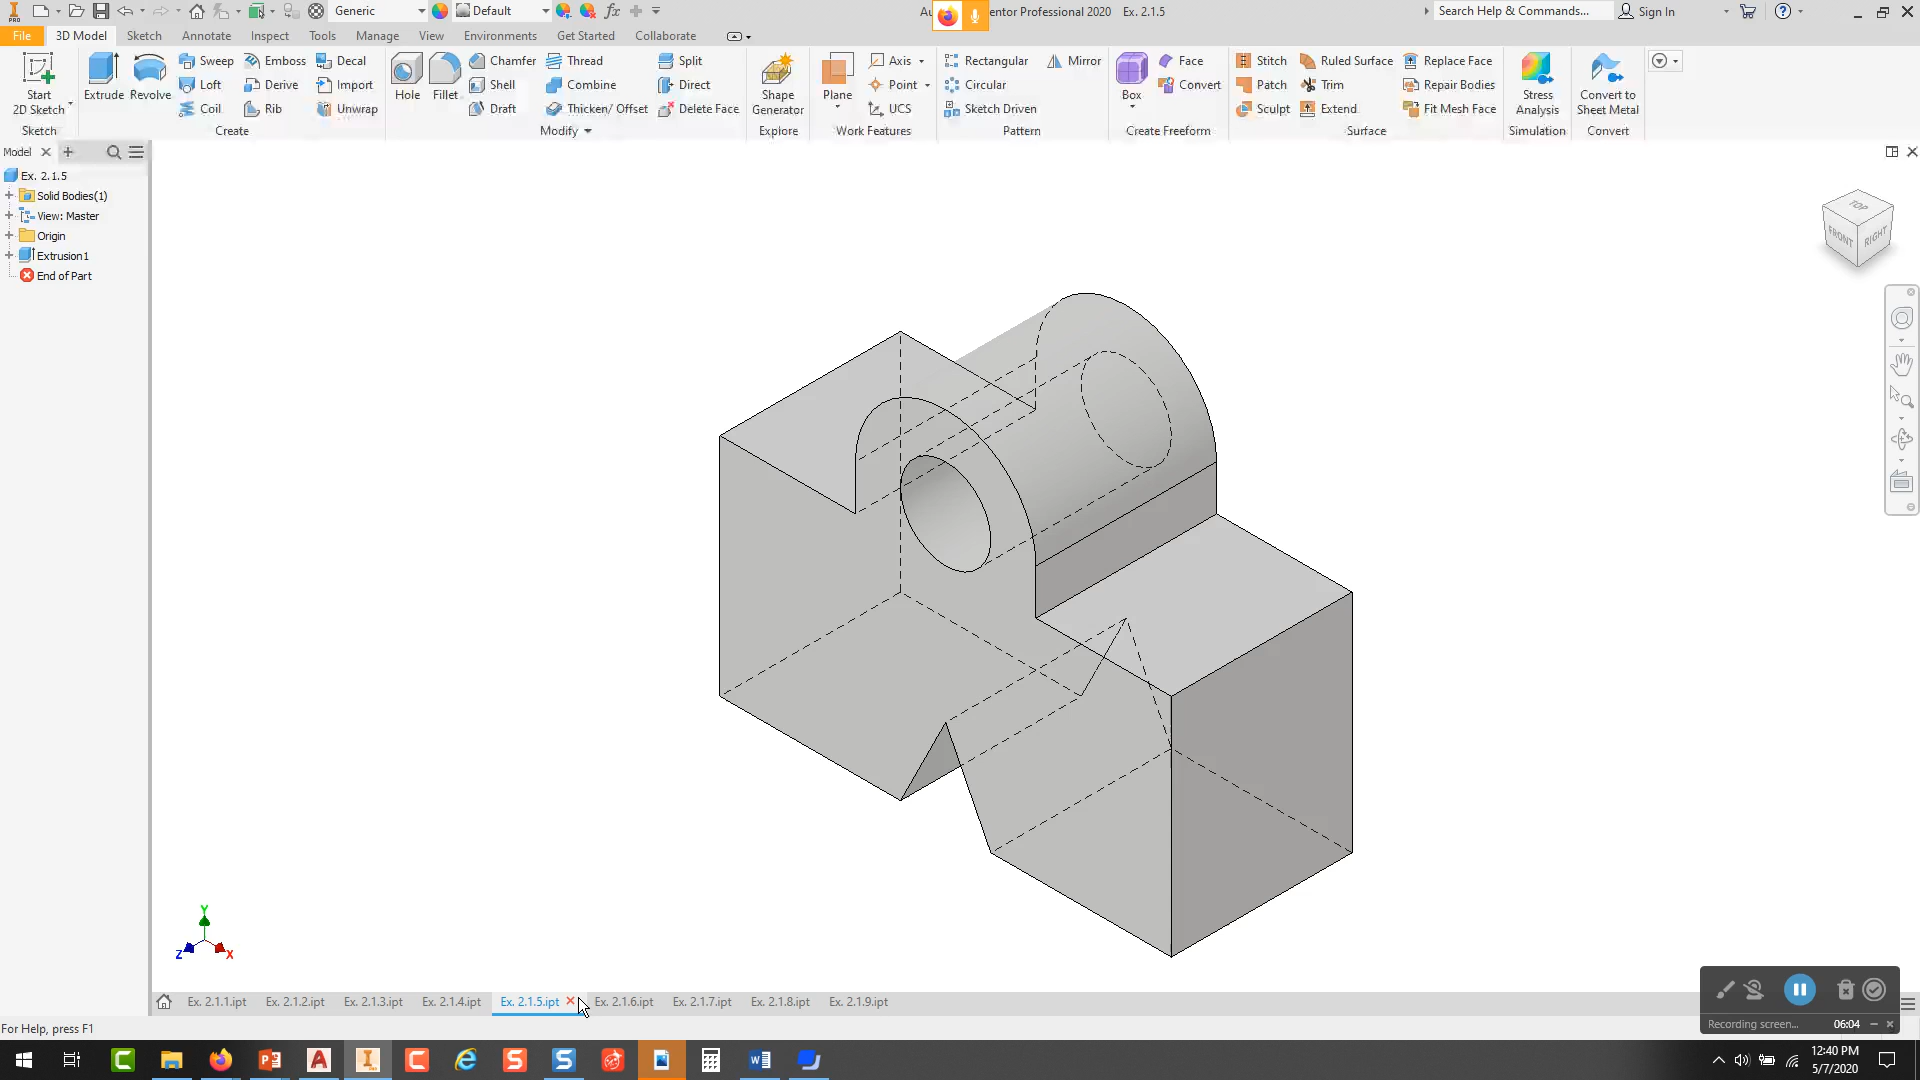 Generic
Default
Au
entor Professional 2020 Ex. 2.1.5
Search Help & Commands...
Sign In
File 3D Model Sketch Annotate Inspect Tools Manage View Environments Get Started Collaborate
Start
2D Sketch
Sketch
Extrude Revolve
Sweep Emboss Decal
Loft Derive Import
Coil Rib Unwrap
Create
Hole Fillet
Chamfer Thread Split
Shell Combine Direct
Draft Thicken/ Offset Delete Face
Modify
Shape
Generator
Explore
Plane
Axis
Point
UCS
Work Features
Rectangular Mirror
Circular
Sketch Driven
Pattern
Box
Face
Convert
Create Freeform
Stitch Ruled Surface Replace Face
Patch Trim Repair Bodies
Sculpt Extend Fit Mesh Face
Surface
Stress
Analysis
Simulation
Convert to
Sheet Metal
Convert
Model
Ex. 2.1.5
Solid Bodies(1)
View: Master
Origin
Extrusion1
End of Part
TOP
FRONT RIGHT
Y
Z X
Ex. 2.1.1.ipt Ex. 2.1.2.ipt Ex. 2.1.3.ipt Ex. 2.1.4.ipt Ex. 2.1.5.ipt Ex. 2.1.6.ipt Ex. 2.1.7.ipt Ex. 2.1.8.ipt Ex. 2.1.9.ipt
Recording screen... 06:04
For Help, press F1
12:40 PM
5/7/2020